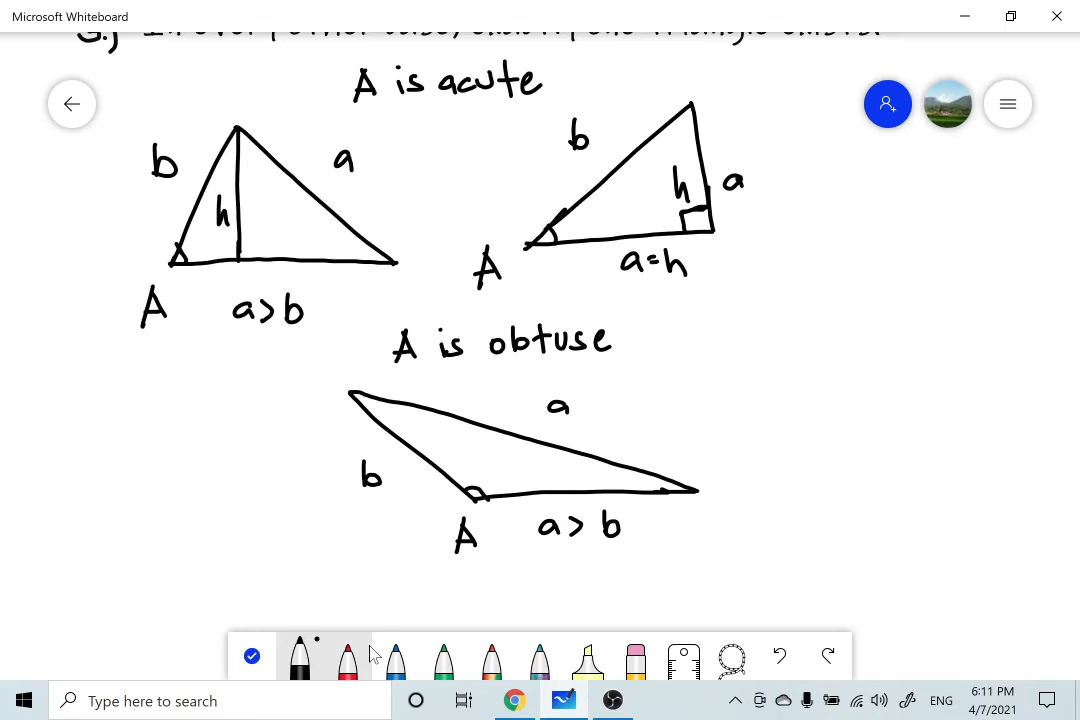 Microsoft Whiteboard
A is acute
b
a
h
A
a>b
b
h
a
A
a=h
A is obtuse
a
b
A
a > b
Type here to search
ENG
6:11 PM
4/7/2021